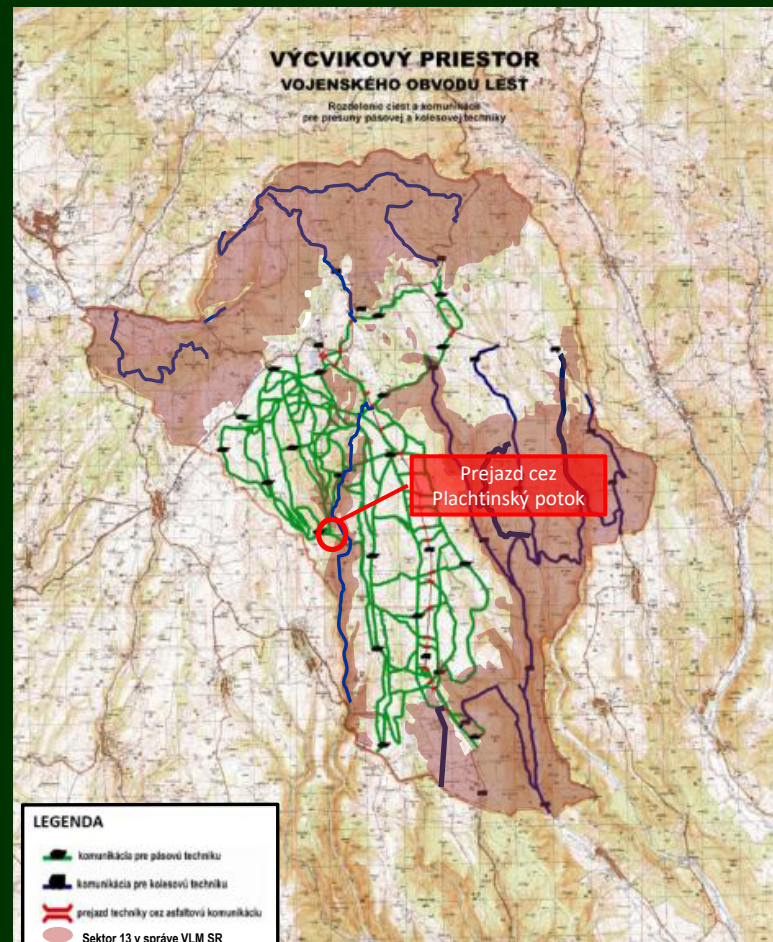 VÝCVIKOVÝ PRIESTOR
VOJENSKÉHO OBVODU LEŠŤ
Rozdelenie ciest a komunikácií
pre presuny pásovej a kolesovej techniky
Prejazd cez
Plachtinský potok
LEGENDA
komunikácia pre pásovú techniku
komunikácia pre kolesovú techniku
prejazd techniky cez asfaltovú komunikáciu
Sektor 13 v správe VLM SR